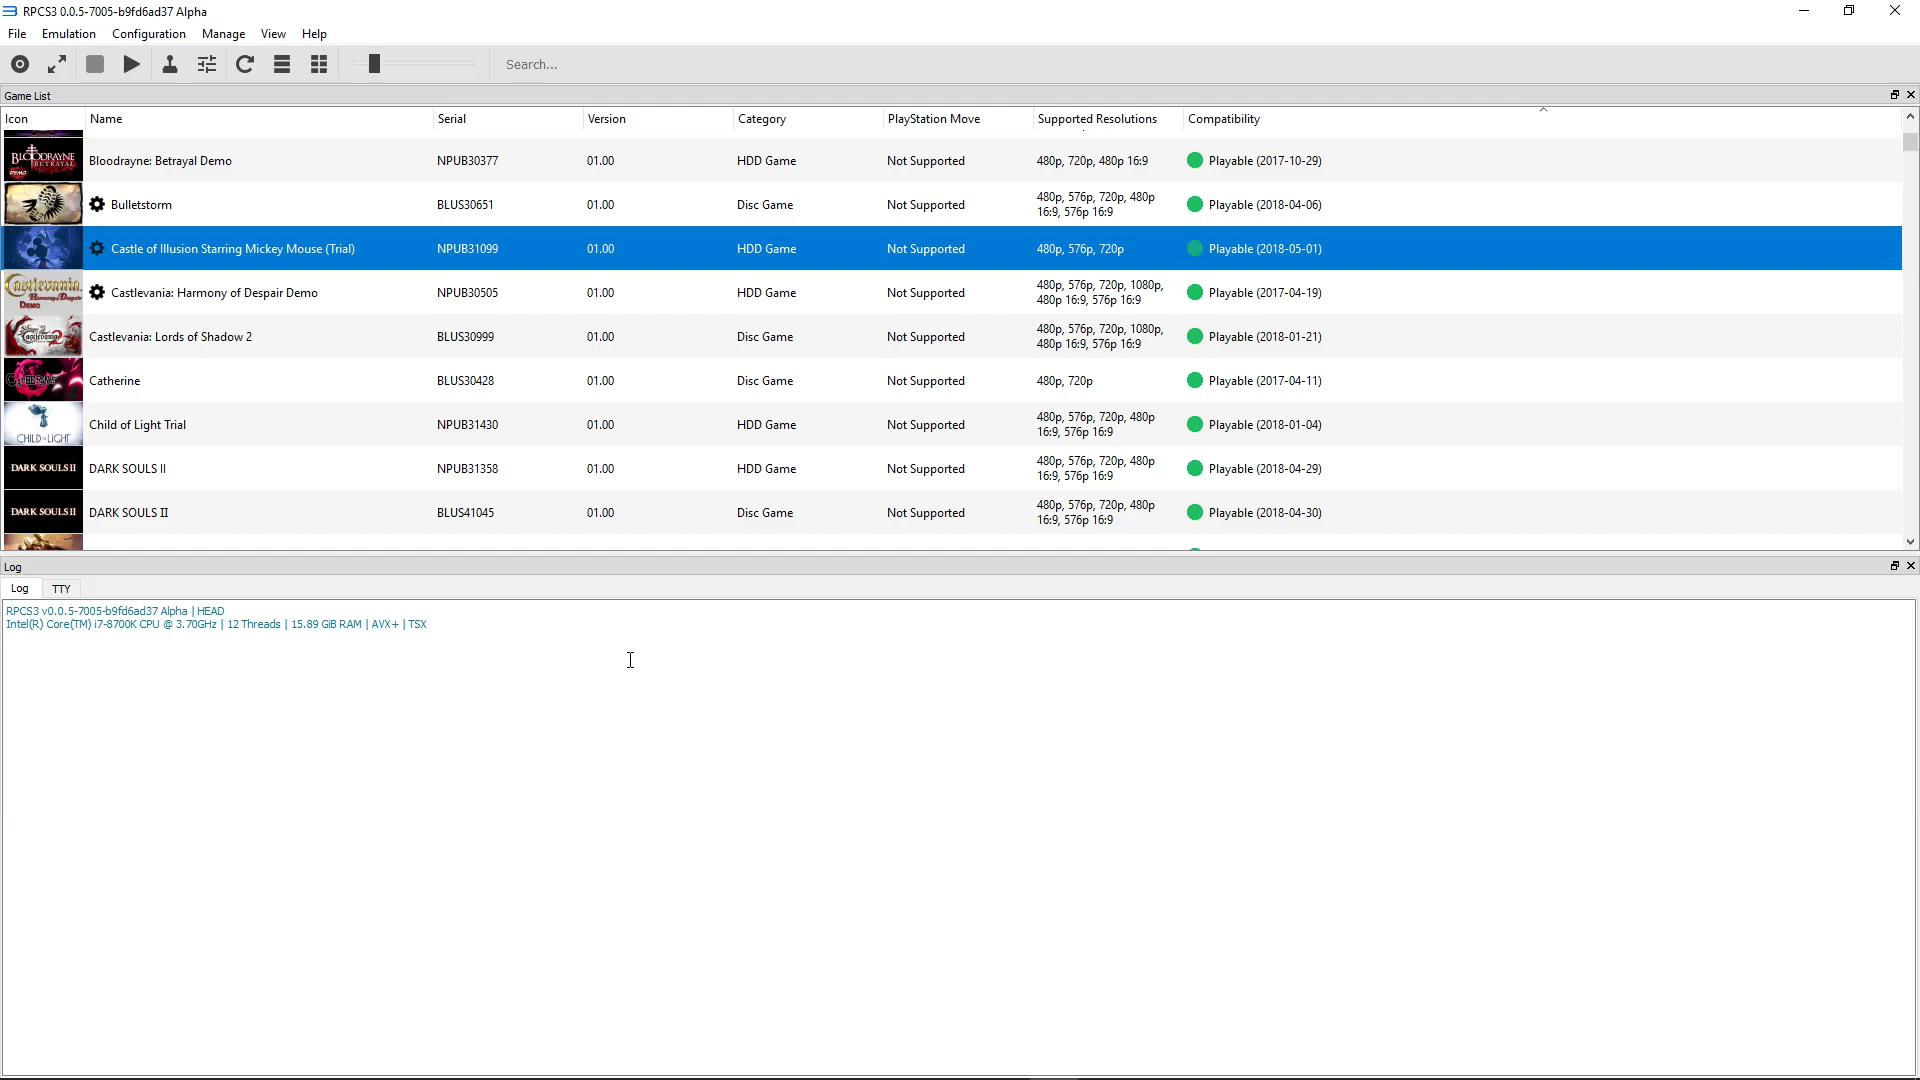 RPCS3 0.0.5-7005-b9fd6ad37 Alpha
File Emulation Configuration Manage View Help
Search...
Game List
Icon Name Serial Version Category PlayStation Move Supported Resolutions Compatibility
BLOODRAYNE BETRAYAL DEMO Bloodrayne: Betrayal Demo NPUB30377 01.00 HDD Game Not Supported 480p, 720p, 480p 16:9 Playable (2017-10-29)
Bulletstorm BLUS30651 01.00 Disc Game Not Supported 480p, 576p, 720p, 480p
16:9, 576p 16:9 Playable (2018-04-06)
Castle of Illusion Starring Mickey Mouse (Trial) NPUB31099 01.00 HDD Game Not Supported 480p, 576p, 720p Playable (2018-05-01)
Castlevania Harmony of Despair Demo Castlevania: Harmony of Despair Demo NPUB30505 01.00 HDD Game Not Supported 480p, 576p, 720p, 1080p,
480p 16:9, 576p 16:9 Playable (2017-04-19)
Castlevania: Lords of Shadow 2 BLUS30999 01.00 Disc Game Not Supported 480p, 576p, 720p, 1080p,
480p 16:9, 576p 16:9 Playable (2018-01-21)
Catherine BLUS30428 01.00 Disc Game Not Supported 480p, 720p Playable (2017-04-11)
CHILD of LIGHT Child of Light Trial NPUB31430 01.00 HDD Game Not Supported 480p, 576p, 720p, 480p
16:9, 576p 16:9 Playable (2018-01-04)
DARK SOULS II DARK SOULS II NPUB31358 01.00 HDD Game Not Supported 480p, 576p, 720p, 480p
16:9, 576p 16:9 Playable (2018-04-29)
DARK SOULS II DARK SOULS II BLUS41045 01.00 Disc Game Not Supported 480p, 576p, 720p, 480p
16:9, 576p 16:9 Playable (2018-04-30)
Log
Log TTY
RPCS3 v0.0.5-7005-b9fd6ad37 Alpha | HEAD
Intel(R) Core(TM) i7-8700K CPU @ 3.70GHz | 12 Threads | 15.89 GiB RAM | AVX+ | TSX